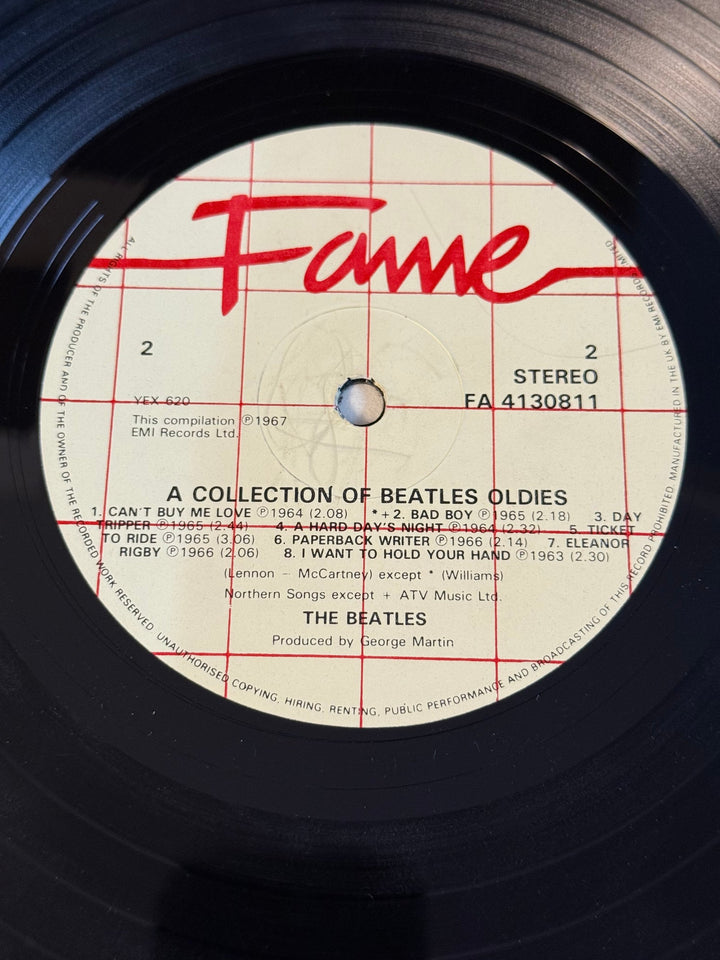 Fame
2
2
STEREO
FA 4130811
YEX 620
This compilation ℗1967
EMI Records Ltd.
A COLLECTION OF BEATLES OLDIES
1. CAN'T BUY ME LOVE ℗1964 (2.08) *+2. BAD BOY ℗1965 (2.18) 3. DAY
TRIPPER ℗1965 (2.44) 4. A HARD DAY'S NIGHT ℗1964 (2.32) 5. TICKET
TO RIDE ℗1965 (3.06) 6. PAPERBACK WRITER ℗1966 (2.14) 7. ELEANOR
RIGBY ℗1966 (2.06) 8. I WANT TO HOLD YOUR HAND ℗1963 (2.30)
(Lennon – McCartney) except * (Williams)
Northern Songs except + ATV Music Ltd.
THE BEATLES
Produced by George Martin
ALL RIGHTS OF THE PRODUCER AND OF THE OWNER OF THE RECORDED WORK RESERVED. UNAUTHORISED COPYING, HIRING, RENTING, PUBLIC PERFORMANCE AND BROADCASTING OF THIS RECORD PROHIBITED. MANUFACTURED IN THE UK BY EMI RECORDS LIMITED